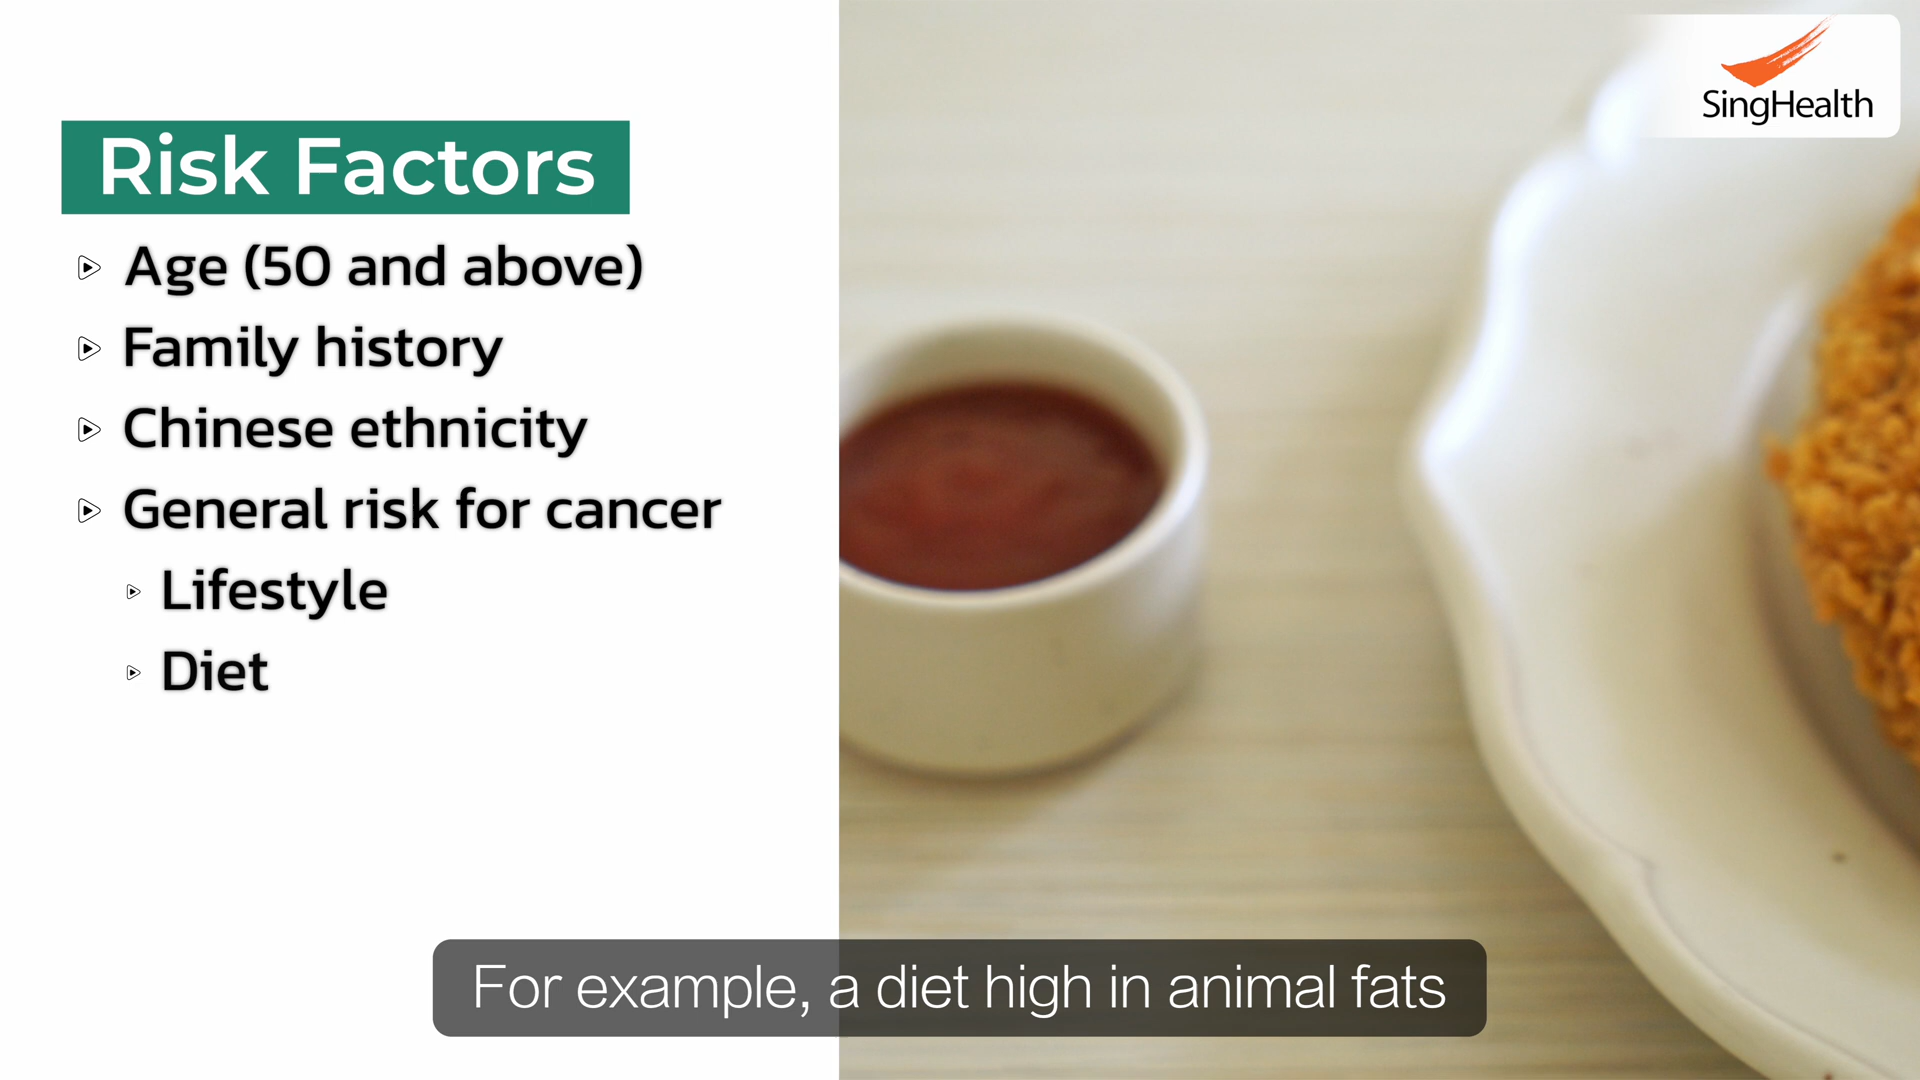 SingHealth
Risk Factors
Age (50 and above)
Family history
Chinese ethnicity
General risk for cancer
Lifestyle
Diet
For example, a diet high in animal fats